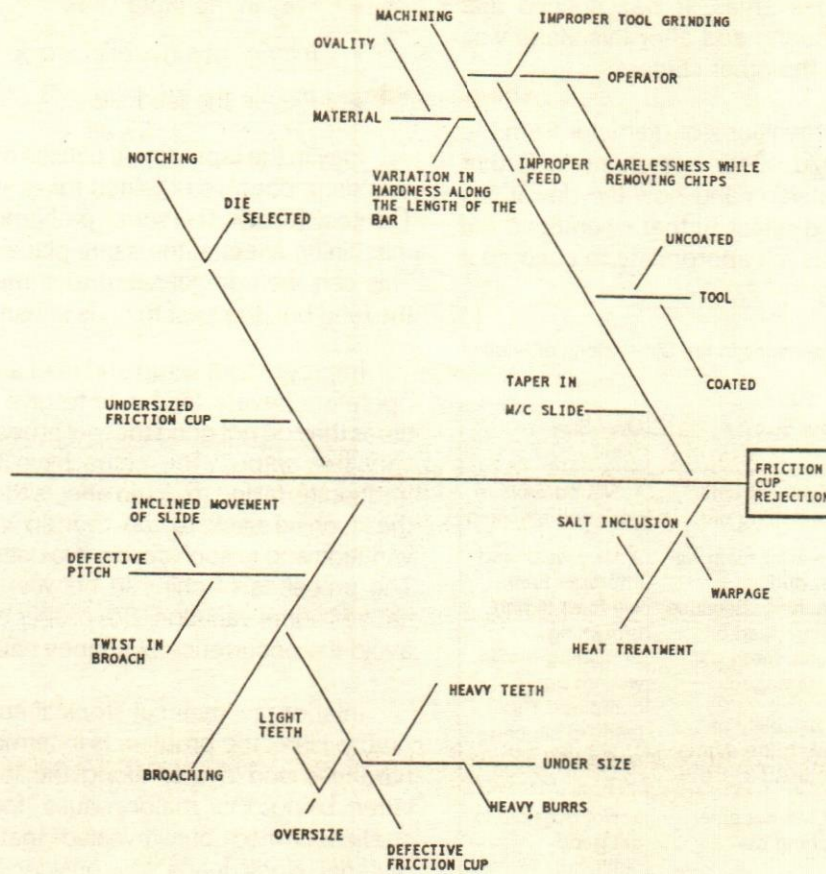 MACHINING
IMPROPER TOOL GRINDING
OVALITY
OPERATOR
MATERIAL
VARIATION IN
HARDNESS ALONG
THE LENGTH OF THE
BAR
IMPROPER
FEED
CARELESSNESS WHILE
REMOVING CHIPS
NOTCHING
DIE
SELECTED
UNCOATED
TOOL
COATED
TAPER IN
M/C SLIDE
UNDERSIZED
FRICTION CUP
FRICTION
CUP
REJECTION
INCLINED MOVEMENT
OF SLIDE
DEFECTIVE
PITCH
TWIST IN
BROACH
BROACHING
SALT INCLUSION
WARPAGE
HEAT TREATMENT
HEAVY TEETH
LIGHT
TEETH
UNDER SIZE
HEAVY BURRS
OVERSIZE
DEFECTIVE
FRICTION CUP